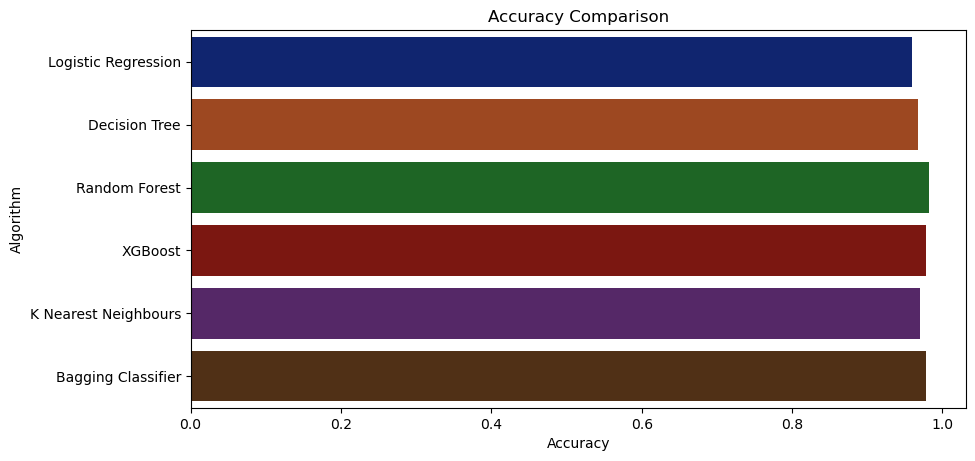 Accuracy Comparison
Logistic Regression
Decision Tree
Random Forest
XGBoost
K Nearest Neighbours
Bagging Classifier
Algorithm
0.0 0.2 0.4 0.6 0.8 1.0
Accuracy